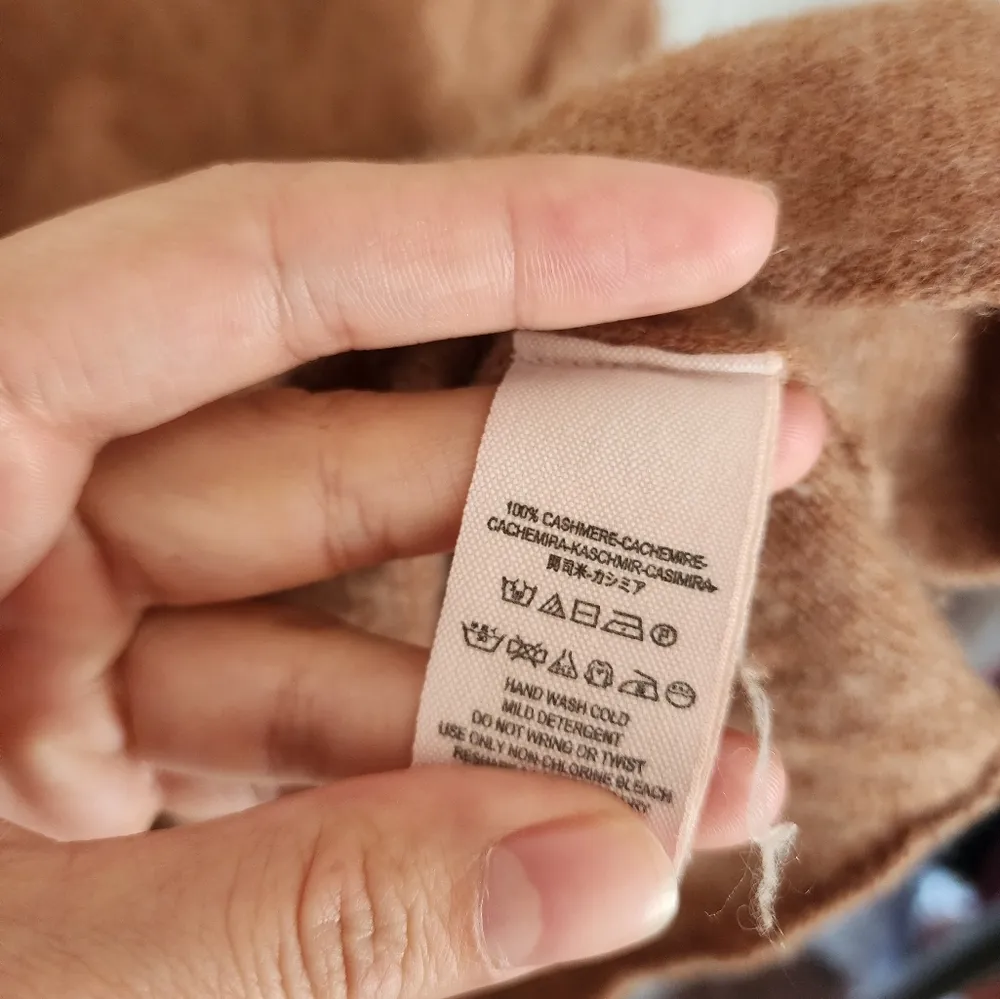 100% CASHMERE-CACHEMIRE-
CACHEMIRA-KASCHMIR-CASIMIRA-
開司米-カシミア
HAND WASH COLD
MILD DETERGENT
DO NOT WRING OR TWIST
USE ONLY NON-CHLORINE BLEACH